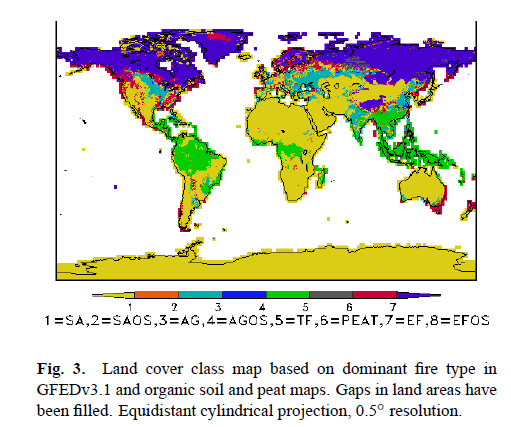 1 2 3 4 5 6 7
1=SA,2=SAOS,3=AG,4=AGOS,5=TF,6=PEAT,7=EF,8=EFOS
Fig. 3. Land cover class map based on dominant fire type in
GFEDv3.1 and organic soil and peat maps. Gaps in land areas have
been filled. Equidistant cylindrical projection, 0.5° resolution.